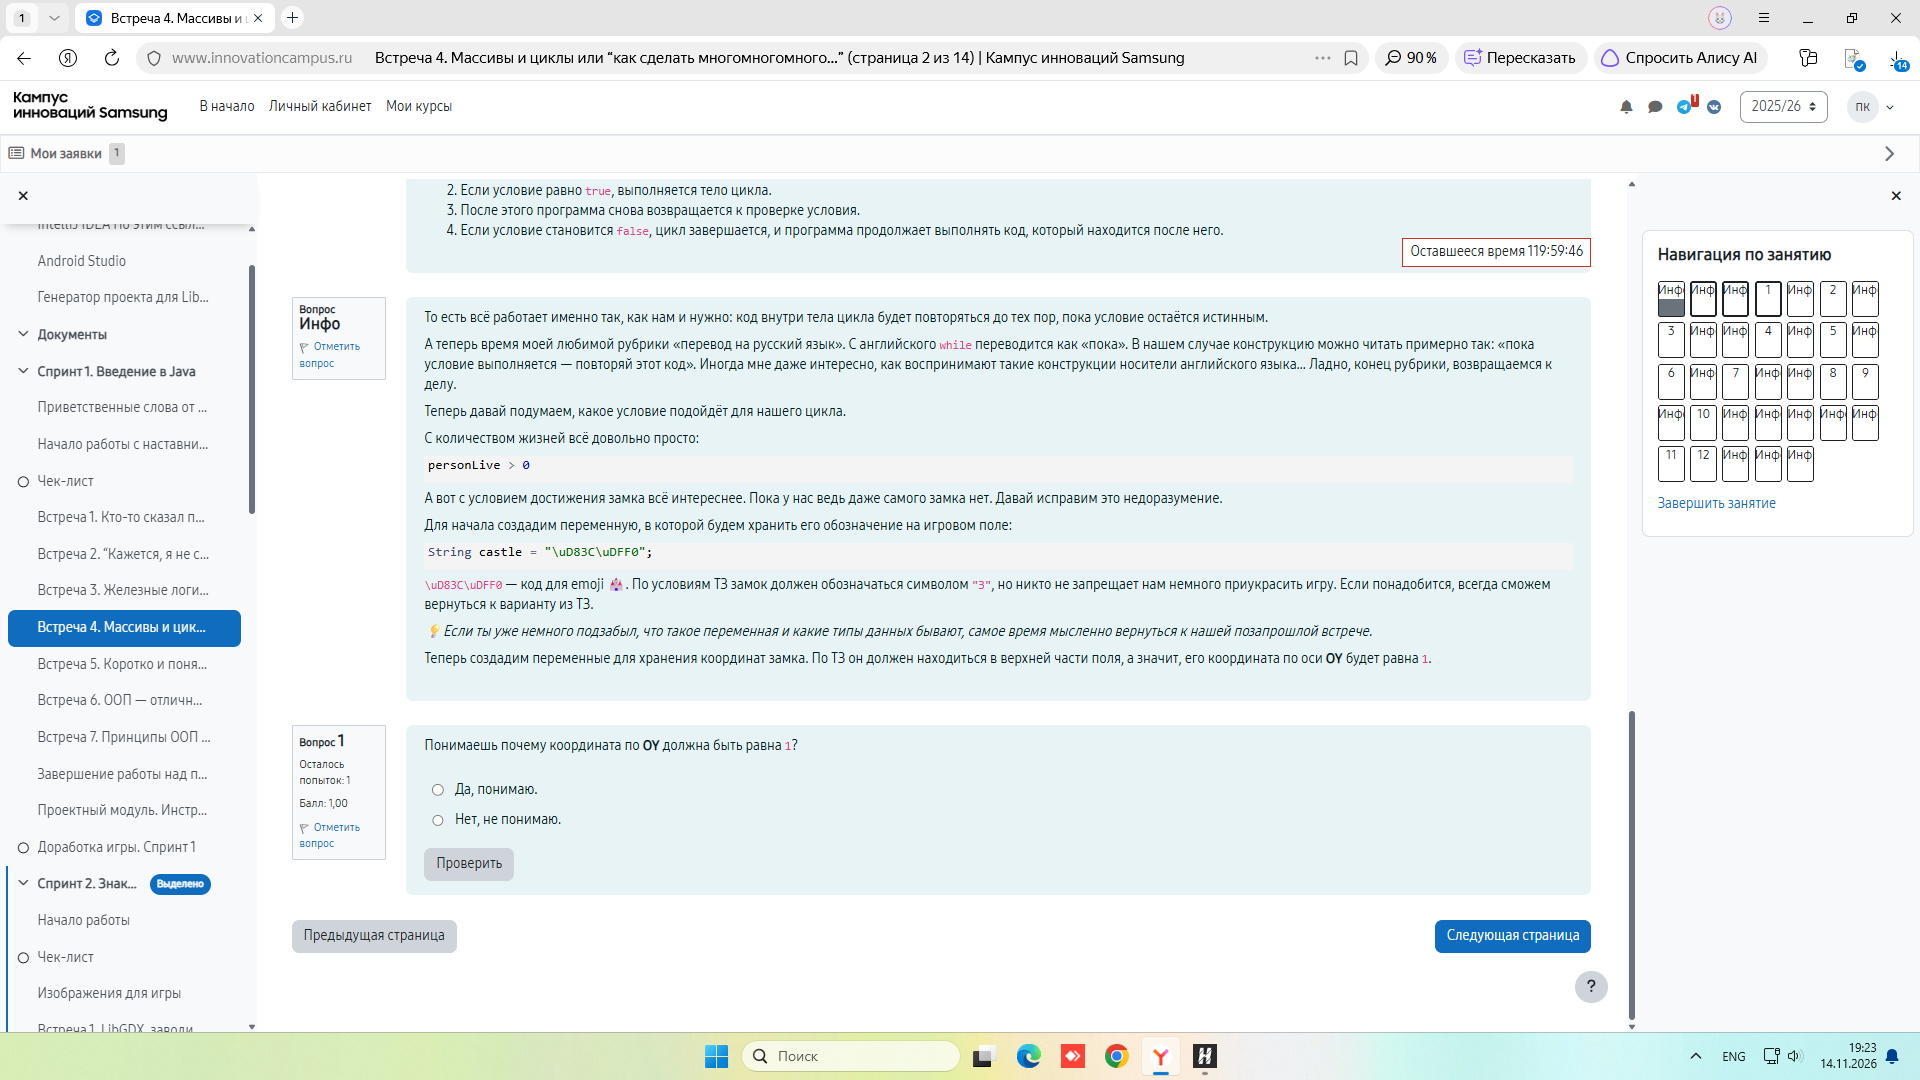 1
Встреча 4. Массивы и ц
www.innovationcampus.ru
Встреча 4. Массивы и циклы или “как сделать многомногомного...” (страница 2 из 14) | Кампус инноваций Samsung
90 %
Пересказать
Спросить Алису AI
14
Кампус
инноваций Samsung
В начало
Личный кабинет
Мои курсы
1
2025/26
ПК
Мои заявки
1
IntelliJ IDEA по этим ссыл...
Android Studio
Генератор проекта для Lib...
Документы
Спринт 1. Введение в Java
Приветственные слова от ...
Начало работы с наставни...
Чек-лист
Встреча 1. Кто-то сказал п...
Встреча 2. “Кажется, я не с...
Встреча 3. Железные логи...
Встреча 4. Массивы и цик...
Встреча 5. Коротко и поня...
Встреча 6. ООП — отличн...
Встреча 7. Принципы ООП ...
Завершение работы над п...
Проектный модуль. Инстр...
Доработка игры. Спринт 1
Спринт 2. Знак...
Выделено
Начало работы
Чек-лист
Изображения для игры
Встреча 1. LibGDX, заводи...
2. Если условие равно true, выполняется тело цикла.
3. После этого программа снова возвращается к проверке условия.
4. Если условие становится false, цикл завершается, и программа продолжает выполнять код, который находится после него.
Оставшееся время 119:59:46
Вопрос
Инфо
Отметить
вопрос
То есть всё работает именно так, как нам и нужно: код внутри тела цикла будет повторяться до тех пор, пока условие остаётся истинным.
А теперь время моей любимой рубрики «перевод на русский язык». С английского while переводится как «пока». В нашем случае конструкцию можно читать примерно так: «пока
условие выполняется — повторяй этот код». Иногда мне даже интересно, как воспринимают такие конструкции носители английского языка... Ладно, конец рубрики, возвращаемся к
делу.
Теперь давай подумаем, какое условие подойдёт для нашего цикла.
С количеством жизней всё довольно просто:
personLive > 0
А вот с условием достижения замка всё интереснее. Пока у нас ведь даже самого замка нет. Давай исправим это недоразумение.
Для начала создадим переменную, в которой будем хранить его обозначение на игровом поле:
String castle = "\uD83C\uDFF0";
\uD83C\uDFF0 — код для emoji 🏰. По условиям ТЗ замок должен обозначаться символом "З", но никто не запрещает нам немного приукрасить игру. Если понадобится, всегда сможем
вернуться к варианту из ТЗ.
💡 Если ты уже немного подзабыл, что такое переменная и какие типы данных бывают, самое время мысленно вернуться к нашей позапрошлой встрече.
Теперь создадим переменные для хранения координат замка. По ТЗ он должен находиться в верхней части поля, а значит, его координата по оси OY будет равна 1.
Вопрос 1
Осталось
попыток: 1
Балл: 1,00
Отметить
вопрос
Понимаешь почему координата по OY должна быть равна 1?
Да, понимаю.
Нет, не понимаю.
Проверить
Предыдущая страница
Следующая страница
?
Навигация по занятию
Инф Инф Инф 1 Инф 2 Инф
3 Инф Инф 4 Инф 5 Инф
6 Инф 7 Инф Инф 8 9
Инф 10 Инф Инф Инф Инф Инф
11 12 Инф Инф Инф
Завершить занятие
Поиск
ENG
19:23
14.11.2026